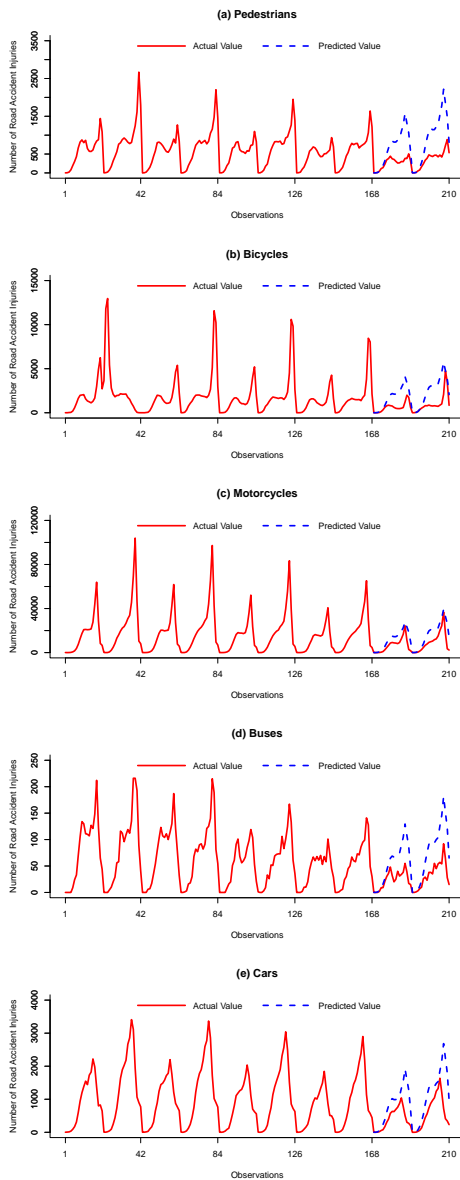 (a) Pedestrians
Actual Value Predicted Value
Number of Road Accident Injuries
0 500 1500 2500 3500
1 42 84 126 168 210
Observations
(b) Bicycles
Actual Value Predicted Value
Number of Road Accident Injuries
0 5000 10000 15000
1 42 84 126 168 210
Observations
(c) Motorcycles
Actual Value Predicted Value
Number of Road Accident Injuries
0 20000 40000 80000 120000
1 42 84 126 168 210
Observations
(d) Buses
Actual Value Predicted Value
Number of Road Accident Injuries
0 50 100 150 200 250
1 42 84 126 168 210
Observations
(e) Cars
Actual Value Predicted Value
Number of Road Accident Injuries
0 1000 2000 3000 4000
1 42 84 126 168 210
Observations